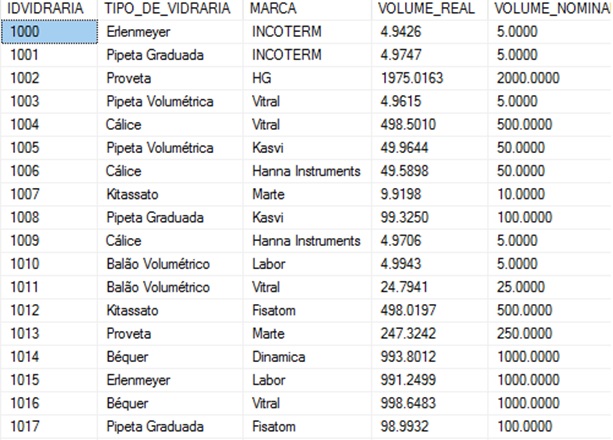 IDVIDRARIA TIPO_DE_VIDRARIA MARCA VOLUME_REAL VOLUME_NOMINA
1000 Erlenmeyer INCOTERM 4.9426 5.0000
1001 Pipeta Graduada INCOTERM 4.9747 5.0000
1002 Proveta HG 1975.0163 2000.0000
1003 Pipeta Volumétrica Vitral 4.9615 5.0000
1004 Cálice Vitral 498.5010 500.0000
1005 Pipeta Volumétrica Kasvi 49.9644 50.0000
1006 Cálice Hanna Instruments 49.5898 50.0000
1007 Kitassato Marte 9.9198 10.0000
1008 Pipeta Graduada Kasvi 99.3250 100.0000
1009 Cálice Hanna Instruments 4.9706 5.0000
1010 Balão Volumétrico Labor 4.9943 5.0000
1011 Balão Volumétrico Vitral 24.7941 25.0000
1012 Kitassato Fisatom 498.0197 500.0000
1013 Proveta Marte 247.3242 250.0000
1014 Béquer Dinamica 993.8012 1000.0000
1015 Erlenmeyer Labor 991.2499 1000.0000
1016 Béquer Vitral 998.6483 1000.0000
1017 Pipeta Graduada Fisatom 98.9932 100.0000